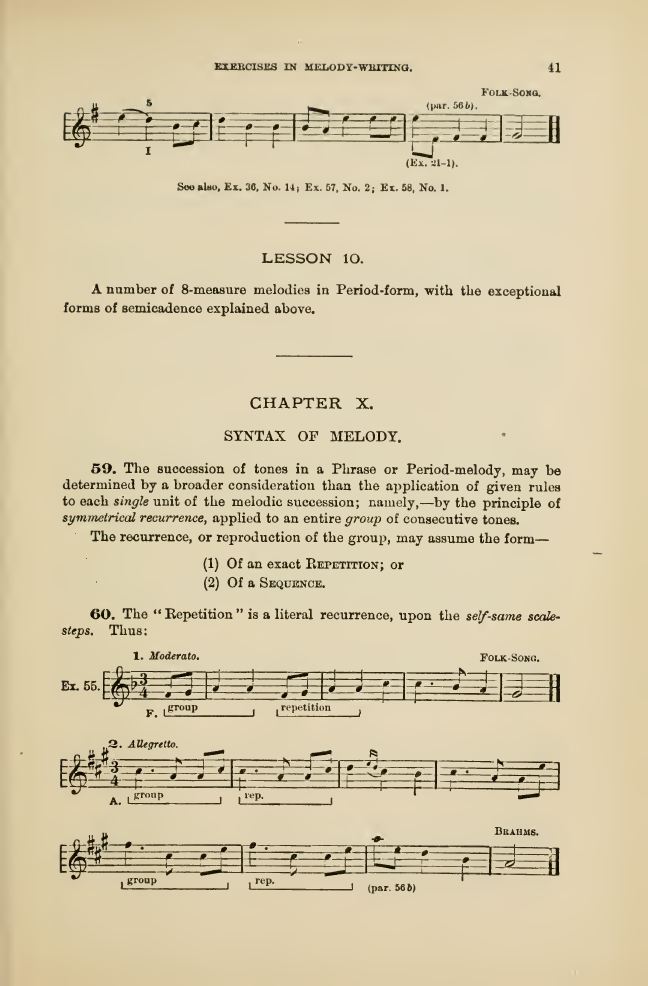 EXERCISES IN MELODY-WRITING. 41
FOLK-SONG.
5
(par. 56 b).
I
(Ex. 21-1).
See also, Ex. 36, No. 14; Ex. 57, No. 2; Ex. 58, No. 1.
LESSON 10.
A number of 8-measure melodies in Period-form, with the exceptional
forms of semicadence explained above.
CHAPTER X.
SYNTAX OF MELODY.
59. The succession of tones in a Phrase or Period-melody, may be
determined by a broader consideration than the application of given rules
to each single unit of the melodic succession; namely,—by the principle of
symmetrical recurrence, applied to an entire group of consecutive tones.
The recurrence, or reproduction of the group, may assume the form—
(1) Of an exact REPETITION; or
(2) Of a SEQUENCE.
60. The "Repetition" is a literal recurrence, upon the self-same scale-
steps. Thus:
1. Moderato. FOLK-SONG.
Ex. 55. 3
4
F. group repetition
2. Allegretto.
3
4
A. group rep.
BRAHMS.
group rep. (par. 56 b)